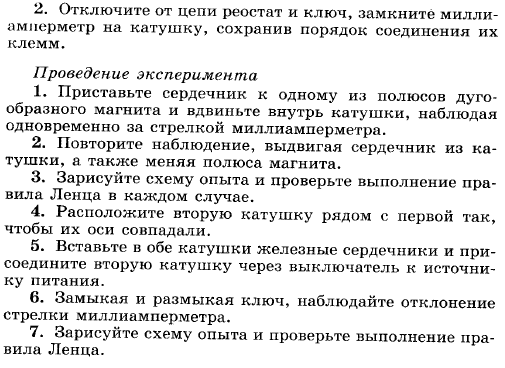 2. Отключите от цепи реостат и ключ, замкните милли-
амперметр на катушку, сохранив порядок соединения их
клемм.
Проведение эксперимента
1. Приставьте сердечник к одному из полюсов дуго-
образного магнита и вдвиньте внутрь катушки, наблюдая
одновременно за стрелкой миллиамперметра.
2. Повторите наблюдение, выдвигая сердечник из ка-
тушки, а также меняя полюса магнита.
3. Зарисуйте схему опыта и проверьте выполнение пра-
вила Ленца в каждом случае.
4. Расположите вторую катушку рядом с первой так,
чтобы их оси совпадали.
5. Вставьте в обе катушки железные сердечники и при-
соедините вторую катушку через выключатель к источни-
ку питания.
6. Замыкая и размыкая ключ, наблюдайте отклонение
стрелки миллиамперметра.
7. Зарисуйте схему опыта и проверьте выполнение пра-
вила Ленца.